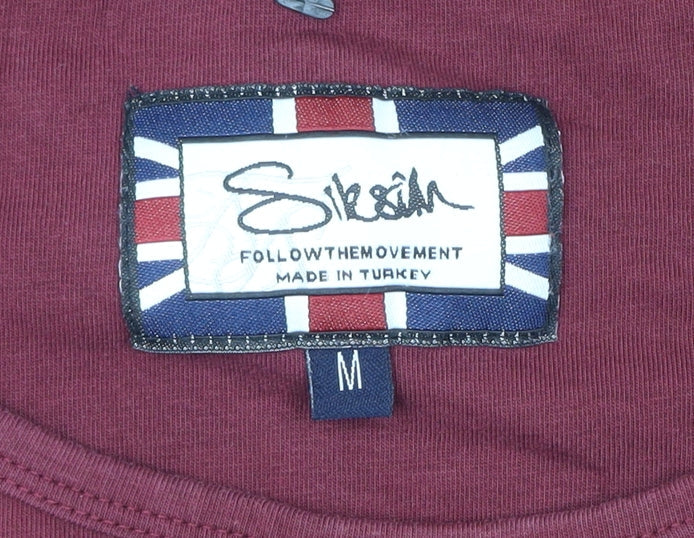 Siksilk
FOLLOWTHEMOVEMENT
MADE IN TURKEY
M